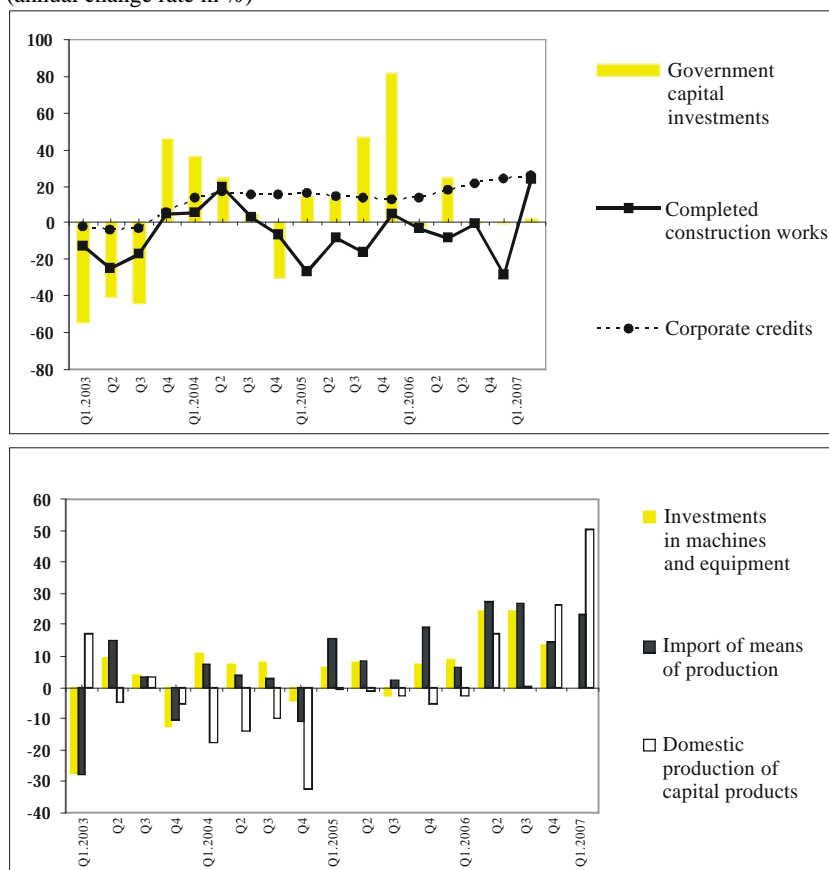 (annual change rate in %)
100
80
60
40
20
0
-20
-40
-60
-80
Q1.2003
Q2
Q3
Q4
Q1.2004
Q2
Q3
Q4
Q1.2005
Q2
Q3
Q4
Q1.2006
Q2
Q3
Q4
Q1.2007
Government
capital
investments
Completed
construction works
Corporate credits
60
50
40
30
20
10
0
-10
-20
-30
-40
Q1.2003
Q2
Q3
Q4
Q1.2004
Q2
Q3
Q4
Q1.2005
Q2
Q3
Q4
Q1.2006
Q2
Q3
Q4
Q1.2007
Investments
in machines
and equipment
Import of means
of production
Domestic
production of
capital products